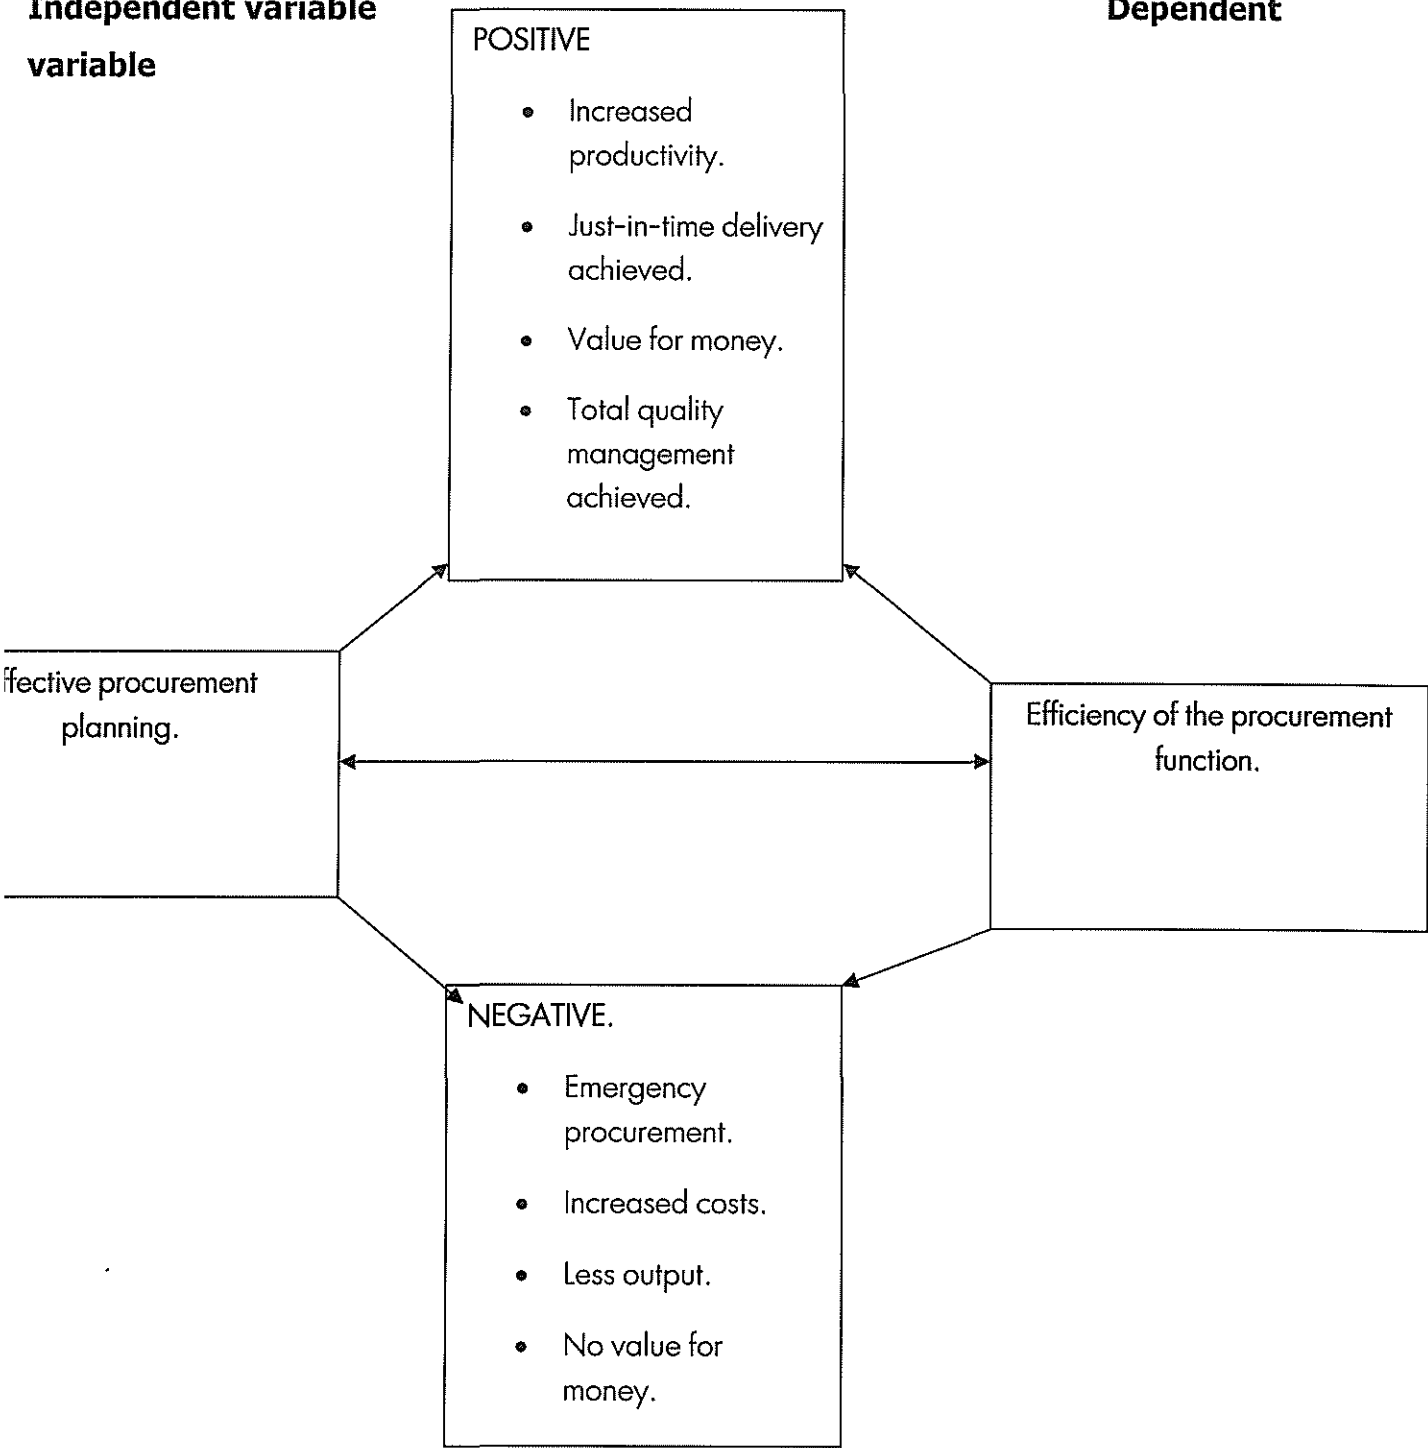 Independent variable
Dependent
variable
POSITIVE
• Increased
productivity.
• Just-in-time delivery
achieved.
• Value for money.
• Total quality
management
achieved.
ffective procurement
planning.
Efficiency of the procurement
function.
NEGATIVE.
• Emergency
procurement.
• Increased costs.
• Less output.
• No value for
money.